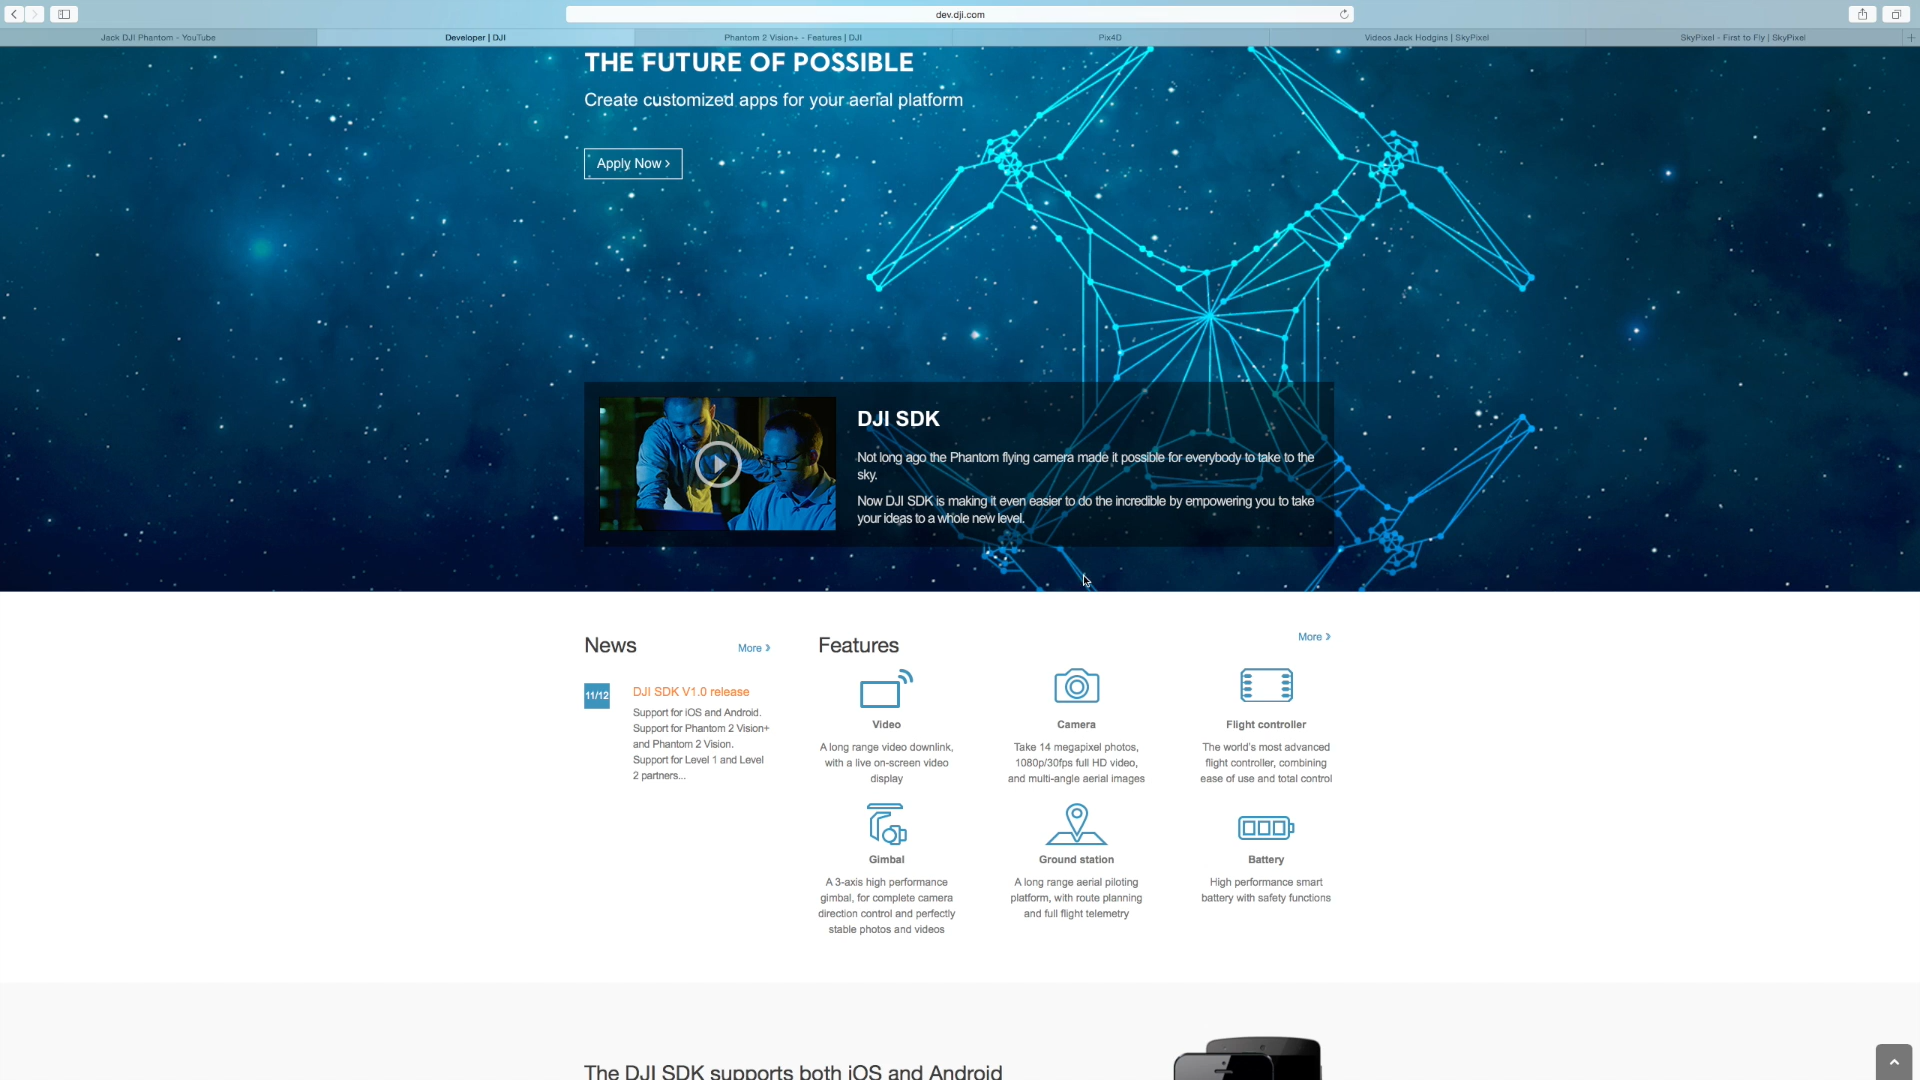 dev.dji.com
Jack DJI Phantom - YouTube
Developer | DJI
Phantom 2 Vision+ - Features | DJI
Pix4D
Videos Jack Hodgins | SkyPixel
SkyPixel - First to Fly | SkyPixel
THE FUTURE OF POSSIBLE
Create customized apps for your aerial platform
Apply Now ›
DJI SDK
Not long ago the Phantom flying camera made it possible for everybody to take to the
sky.
Now DJI SDK is making it even easier to do the incredible by empowering you to take
your ideas to a whole new level.
News
More
11/12
DJI SDK V1.0 release
Support for iOS and Android.
Support for Phantom 2 Vision+
and Phantom 2 Vision.
Support for Level 1 and Level
2 partners...
Features
More
Video
A long range video downlink,
with a live on-screen video
display
Camera
Take 14 megapixel photos,
1080p/30fps full HD video,
and multi-angle aerial images
Flight controller
The world's most advanced
flight controller, combining
ease of use and total control
Gimbal
A 3-axis high performance
gimbal, for complete camera
direction control and perfectly
stable photos and videos
Ground station
A long range aerial piloting
platform, with route planning
and full flight telemetry
Battery
High performance smart
battery with safety functions
The DJI SDK supports both iOS and Android